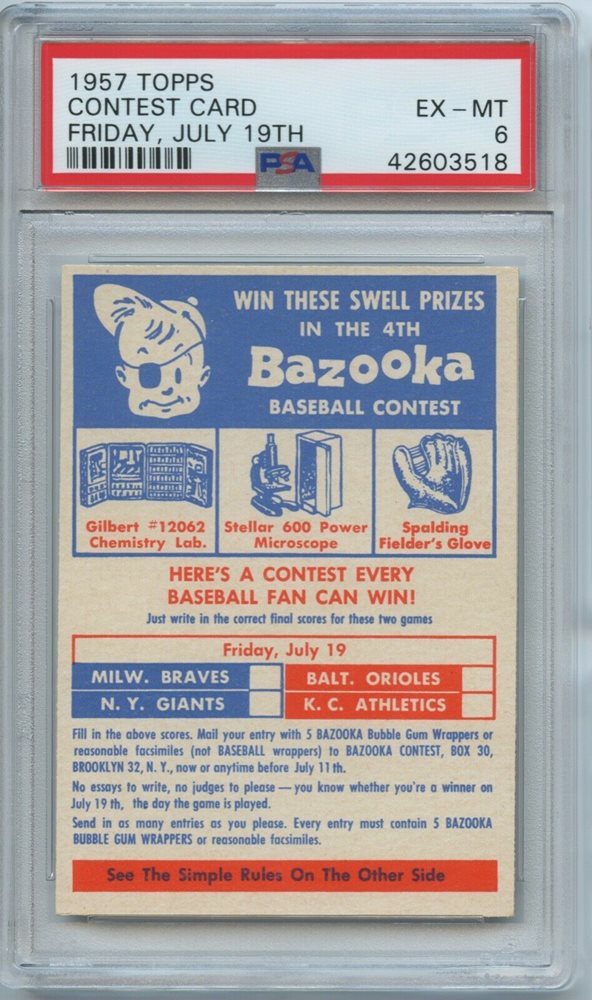 1957 TOPPS
CONTEST CARD
EX - MT
FRIDAY, JULY 19TH
6
PSA
42603518
WIN THESE SWELL PRIZES
IN THE 4TH
Bazooka
BASEBALL CONTEST
Gilbert #12062
Chemistry Lab.
Stellar 600 Power
Microscope
Spalding
Fielder's Glove
HERE'S A CONTEST EVERY
BASEBALL FAN CAN WIN!
Just write in the correct final scores for these two games
Friday, July 19
MILW. BRAVES
BALT. ORIOLES
N. Y. GIANTS
K. C. ATHLETICS
Fill in the above scores. Mail your entry with 5 BAZOOKA Bubble Gum Wrappers or
reasonable facsimiles (not BASEBALL wrappers) to BAZOOKA CONTEST, BOX 30,
BROOKLYN 32, N. Y., now or anytime before July 11 th.
No essays to write, no judges to please — you know whether you're a winner on
July 19 th, the day the game is played.
Send in as many entries as you please. Every entry must contain 5 BAZOOKA
BUBBLE GUM WRAPPERS or reasonable facsimiles.
See The Simple Rules On The Other Side